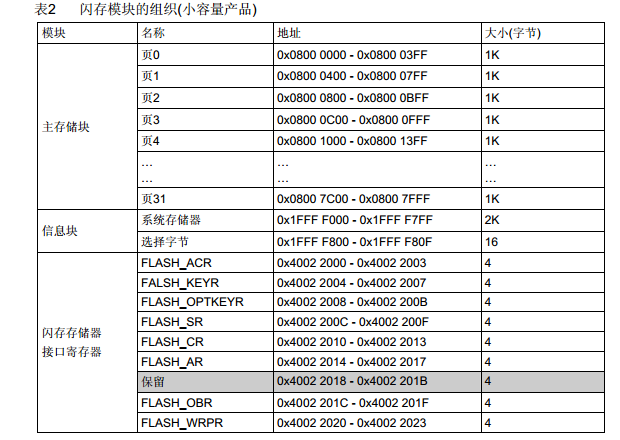 表2 闪存模块的组织(小容量产品)
模块 名称 地址 大小(字节)
主存储块 页0 0x0800 0000 - 0x0800 03FF 1K
页1 0x0800 0400 - 0x0800 07FF 1K
页2 0x0800 0800 - 0x0800 0BFF 1K
页3 0x0800 0C00 - 0x0800 0FFF 1K
页4 0x0800 1000 - 0x0800 13FF 1K
… … …
… … …
页31 0x0800 7C00 - 0x0800 7FFF 1K
信息块 系统存储器 0x1FFF F000 - 0x1FFF F7FF 2K
选择字节 0x1FFF F800 - 0x1FFF F80F 16
闪存存储器
接口寄存器 FLASH_ACR 0x4002 2000 - 0x4002 2003 4
FALSH_KEYR 0x4002 2004 - 0x4002 2007 4
FLASH_OPTKEYR 0x4002 2008 - 0x4002 200B 4
FLASH_SR 0x4002 200C - 0x4002 200F 4
FLASH_CR 0x4002 2010 - 0x4002 2013 4
FLASH_AR 0x4002 2014 - 0x4002 2017 4
保留 0x4002 2018 - 0x4002 201B 4
FLASH_OBR 0x4002 201C - 0x4002 201F 4
FLASH_WRPR 0x4002 2020 - 0x4002 2023 4